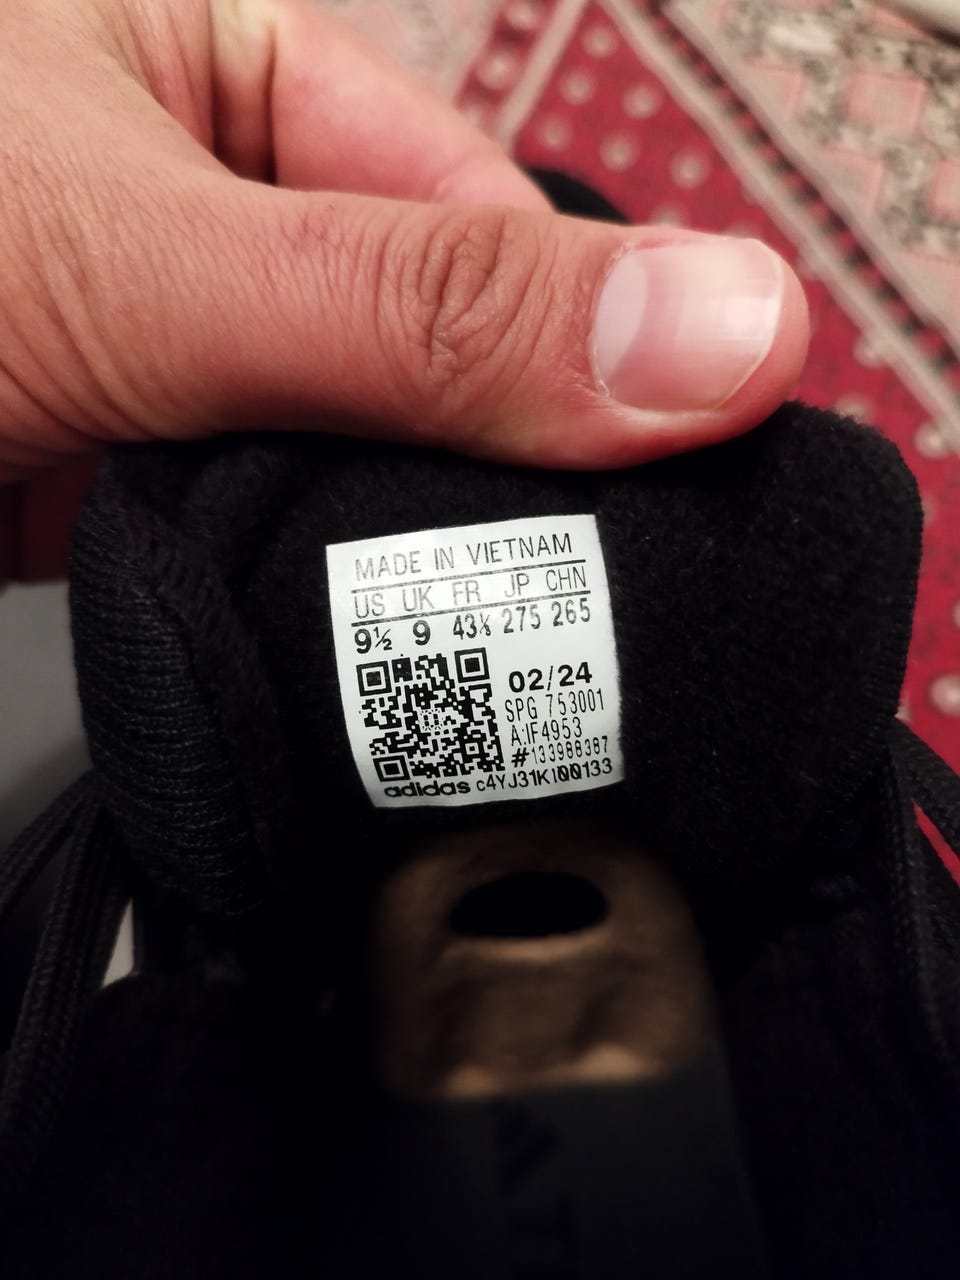 MADE IN VIETNAM
US UK FR JP CHN
9½ 9 43⅓ 275 265
02/24
SPG 753001
A:IF4953
#133988387
adidas c4YJ31K100133